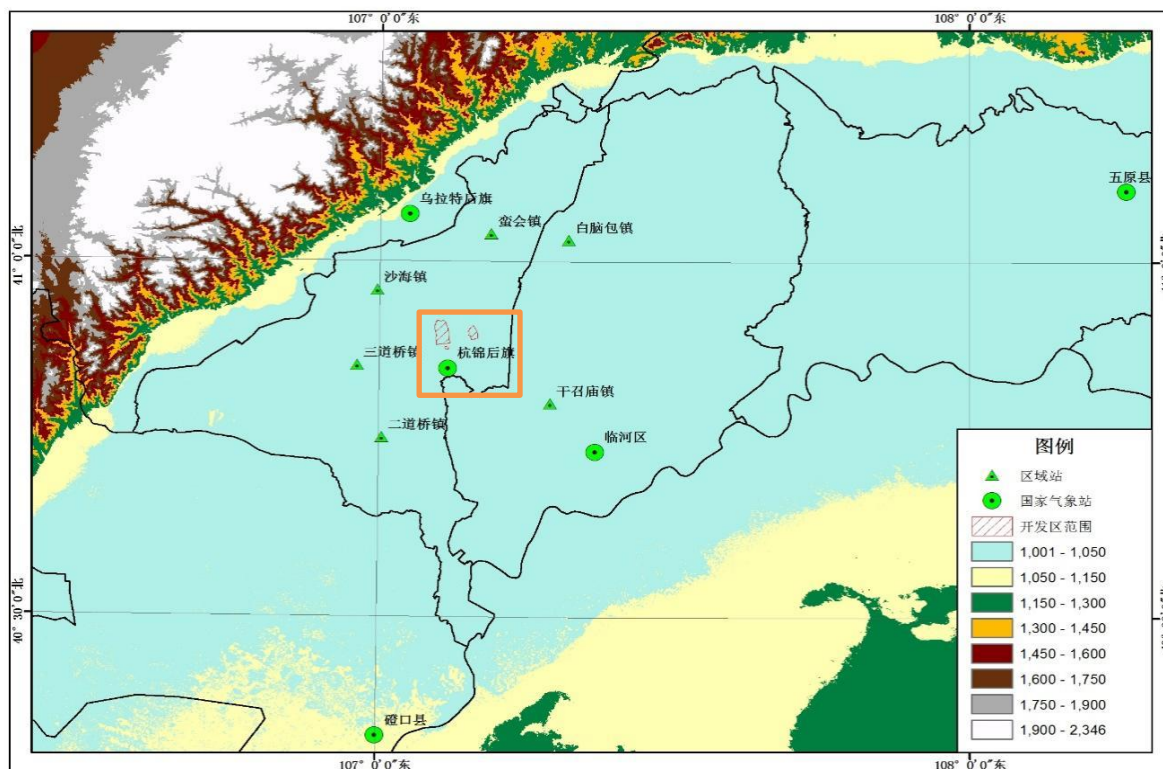 107° 0′0″东
108° 0′0″东
五原县
乌拉特后旗
蛮会镇
白脑包镇
41° 0′0″北
沙海镇
三道桥镇
杭锦后旗
干召庙镇
二道桥镇
临河区
图例
区域站
国家气象站
开发区范围
1,001 - 1,050
1,050 - 1,150
1,150 - 1,300
1,300 - 1,450
1,450 - 1,600
1,600 - 1,750
1,750 - 1,900
1,900 - 2,346
40° 30′0″北
磴口县
107° 0′0″东
108° 0′0″东